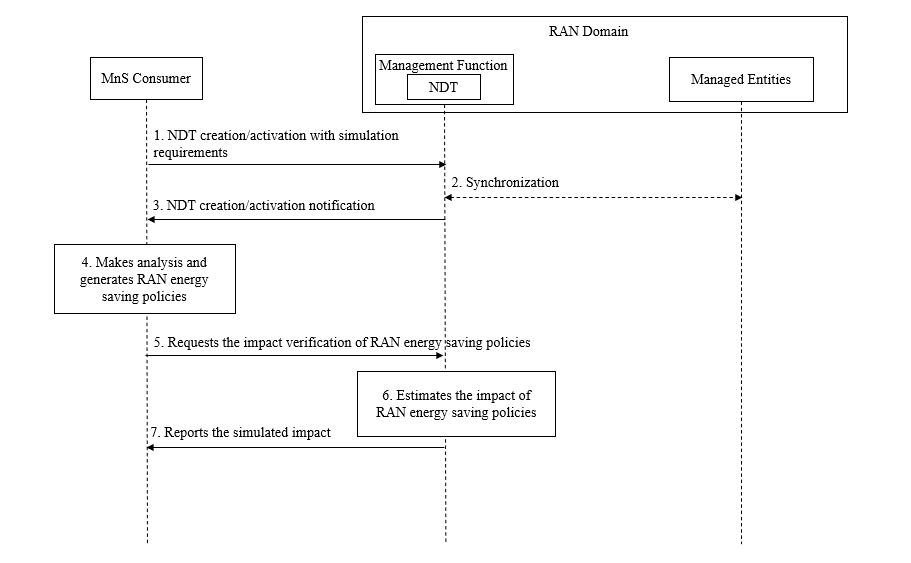 RAN Domain
MnS Consumer
Management Function
NDT
Managed Entities
1. NDT creation/activation with simulation
requirements
2. Synchronization
3. NDT creation/activation notification
4. Makes analysis and
generates RAN energy
saving policies
5. Requests the impact verification of RAN energy saving policies
6. Estimates the impact of
RAN energy saving policies
7. Reports the simulated impact